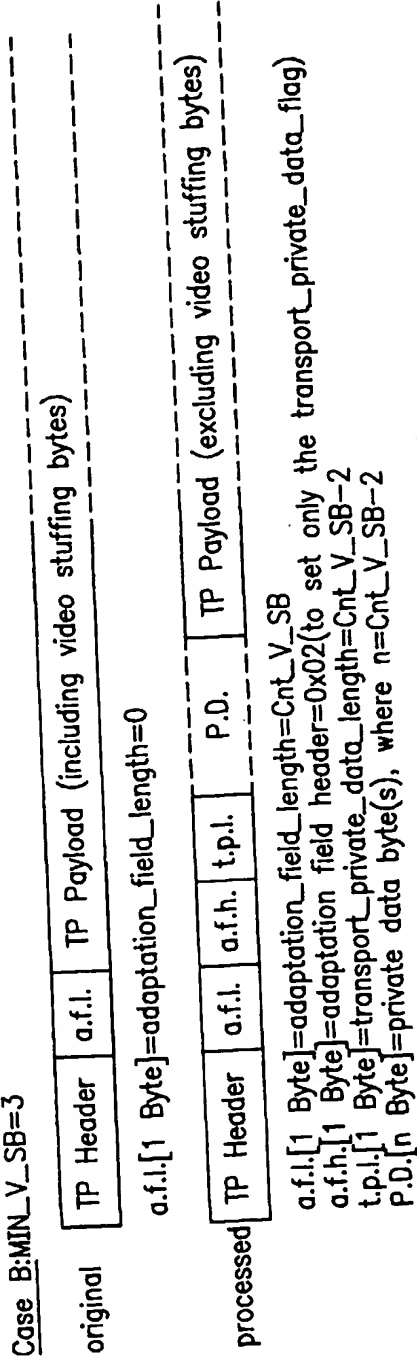 Case B:MIN_V_SB=3
original
TP Header a.f.l. TP Payload (including video stuffing bytes)
a.f.l.[1 Byte]=adaptation_field_length=0
processed
TP Header a.f.l. a.f.h. t.p.l. P.D. TP Payload (excluding video stuffing bytes)
a.f.l.[1 Byte]=adaptation_field_length=Cnt_V_SB
a.f.h.[1 Byte]=adaptation field header=0x02(to set only the transport_private_data_flag)
t.p.l.[1 Byte]=transport_private_data_length=Cnt_V_SB-2
P.D.[n Byte]=private data byte(s), where n=Cnt_V_SB-2